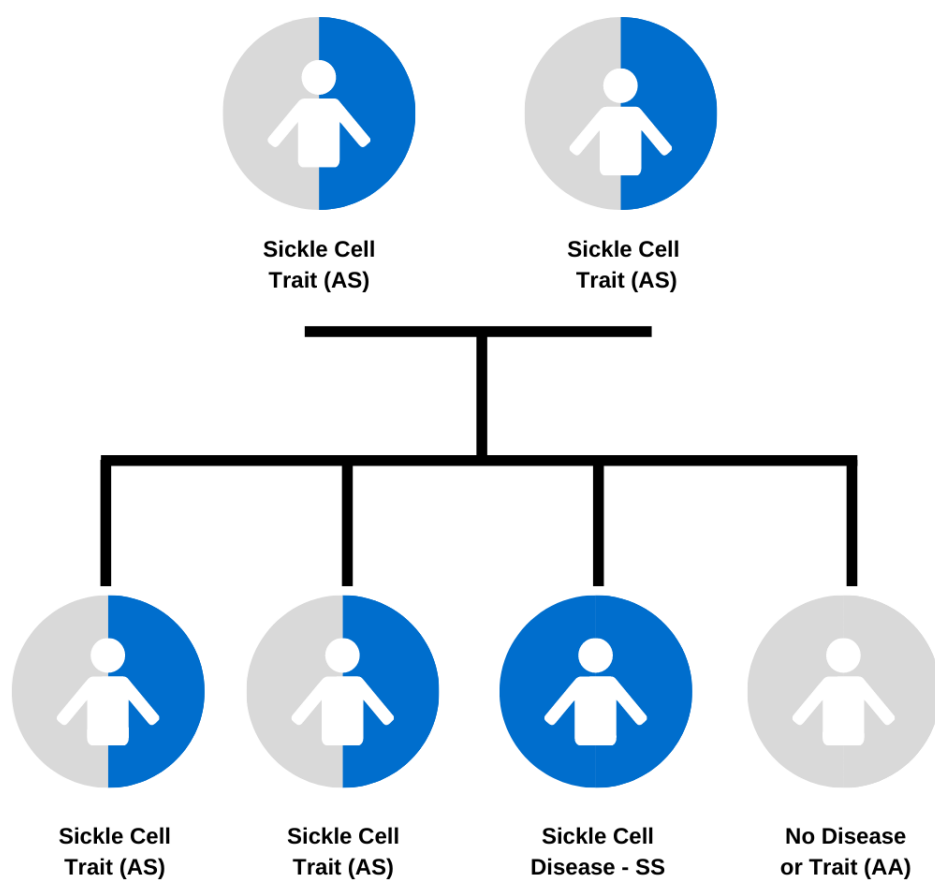 Sickle Cell
Trait (AS)
Sickle Cell
Trait (AS)
Sickle Cell
Trait (AS)
Sickle Cell
Trait (AS)
Sickle Cell
Disease - SS
No Disease
or Trait (AA)